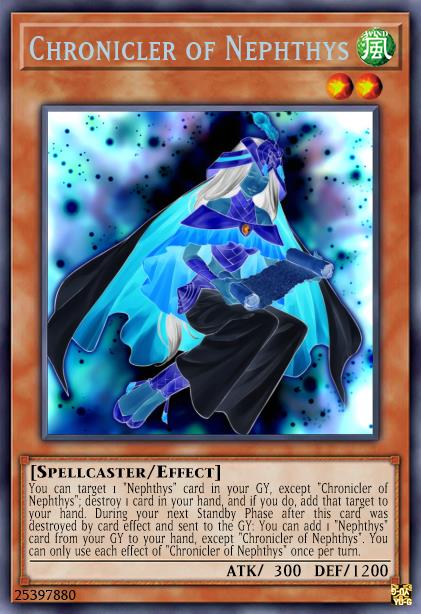 CHRONICLER OF NEPHTHYS
WIND
風
[SPELLCASTER/EFFECT]
You can target 1 "Nephthys" card in your GY, except "Chronicler of
Nephthys"; destroy 1 card in your hand, and if you do, add that target to
your hand. During your next Standby Phase after this card was
destroyed by card effect and sent to the GY: You can add 1 "Nephthys"
card from your GY to your hand, except "Chronicler of Nephthys". You
can only use each effect of "Chronicler of Nephthys" once per turn.
ATK/ 300 DEF/1200
25397880